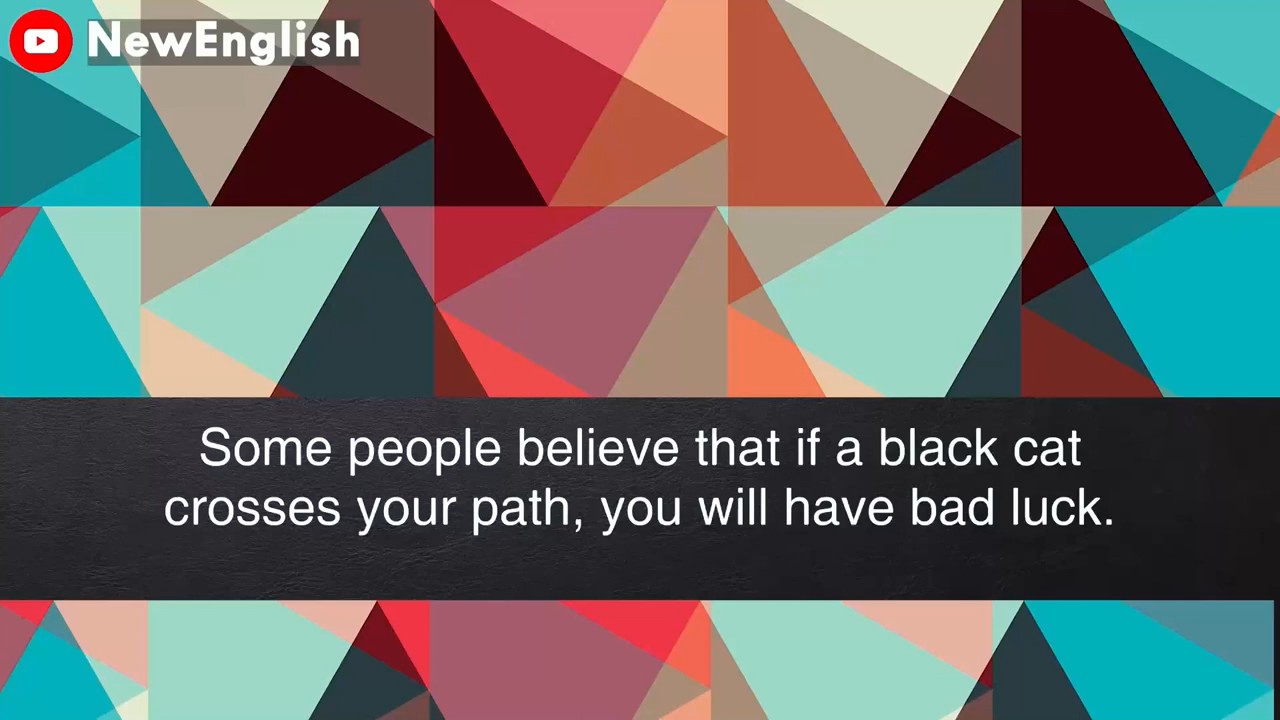 NewEnglish
Some people believe that if a black cat
crosses your path, you will have bad luck.